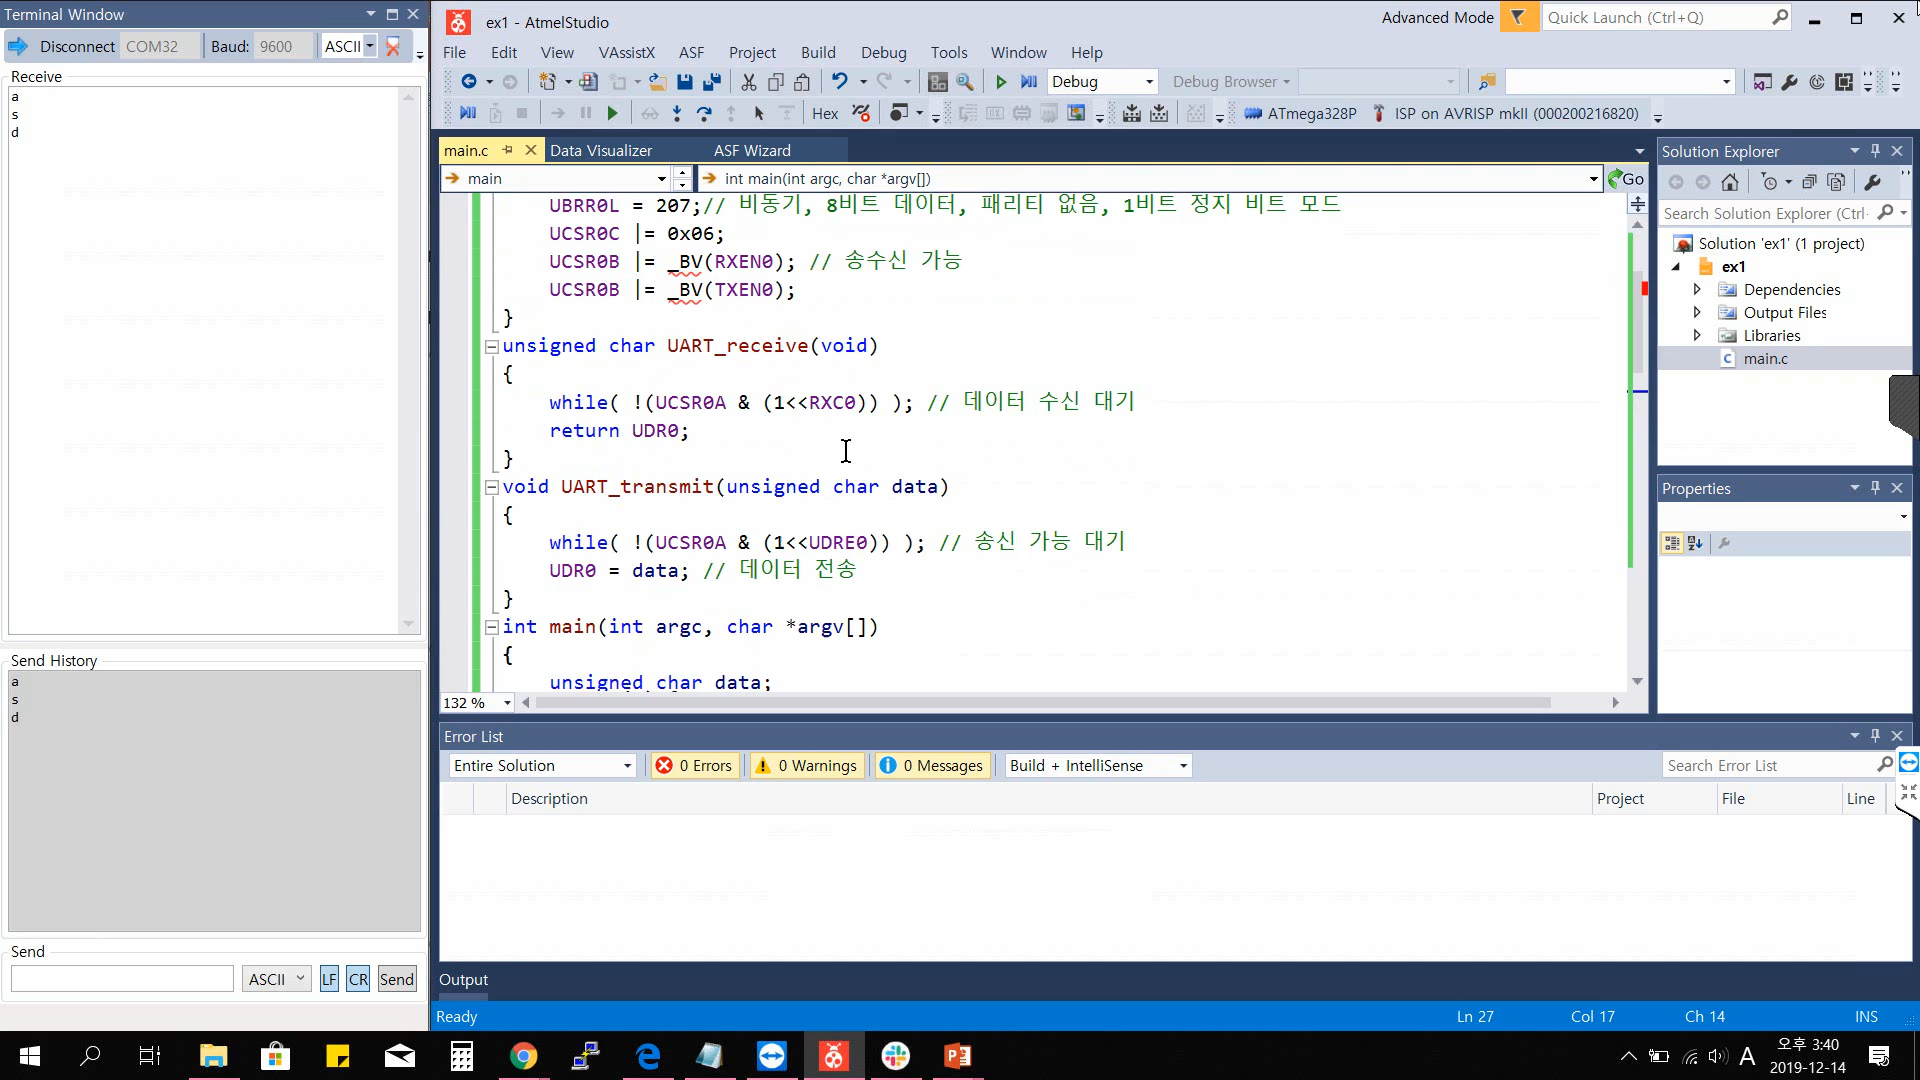 Terminal Window
Disconnect COM32 Baud: 9600 ASCII
Receive
a
s
d
Send History
a
s
d
Send
ASCII LF CR Send
ex1 - AtmelStudio
Advanced Mode Quick Launch (Ctrl+Q)
File Edit View VAssistX ASF Project Build Debug Tools Window Help
Debug Debug Browser
Hex ATmega328P ISP on AVRISP mkII (000200216820)
main.c Data Visualizer ASF Wizard
main int main(int argc, char *argv[]) Go
UBRR0L = 207;// 비동기, 8비트 데이터, 패리티 없음, 1비트 정지 비트 모드
UCSR0C |= 0x06;
UCSR0B |= _BV(RXEN0); // 송수신 가능
UCSR0B |= _BV(TXEN0);
}
unsigned char UART_receive(void)
{
while( !(UCSR0A & (1<<RXC0)) ); // 데이터 수신 대기
return UDR0;
}
void UART_transmit(unsigned char data)
{
while( !(UCSR0A & (1<<UDRE0)) ); // 송신 가능 대기
UDR0 = data; // 데이터 전송
}
int main(int argc, char *argv[])
{
unsigned char data;
132 %
Solution Explorer
Search Solution Explorer (Ctrl
Solution 'ex1' (1 project)
ex1
Dependencies
Output Files
Libraries
main.c
Properties
Error List
Entire Solution 0 Errors 0 Warnings 0 Messages Build + IntelliSense Search Error List
Description Project File Line
Output
Ready Ln 27 Col 17 Ch 14 INS
A 오후 3:40
2019-12-14